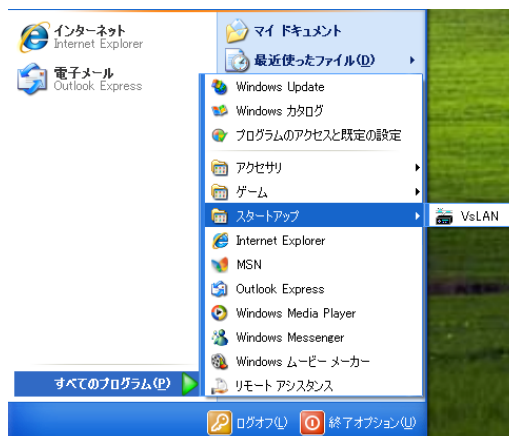 インターネット
Internet Explorer
電子メール
Outlook Express
マイ ドキュメント
最近使ったファイル(D)
Windows Update
Windows カタログ
プログラムのアクセスと既定の設定
アクセサリ
ゲーム
スタートアップ
VsLAN
Internet Explorer
MSN
Outlook Express
Windows Media Player
Windows Messenger
Windows ムービー メーカー
リモート アシスタンス
すべてのプログラム(P)
ログオフ(L)
終了オプション(U)